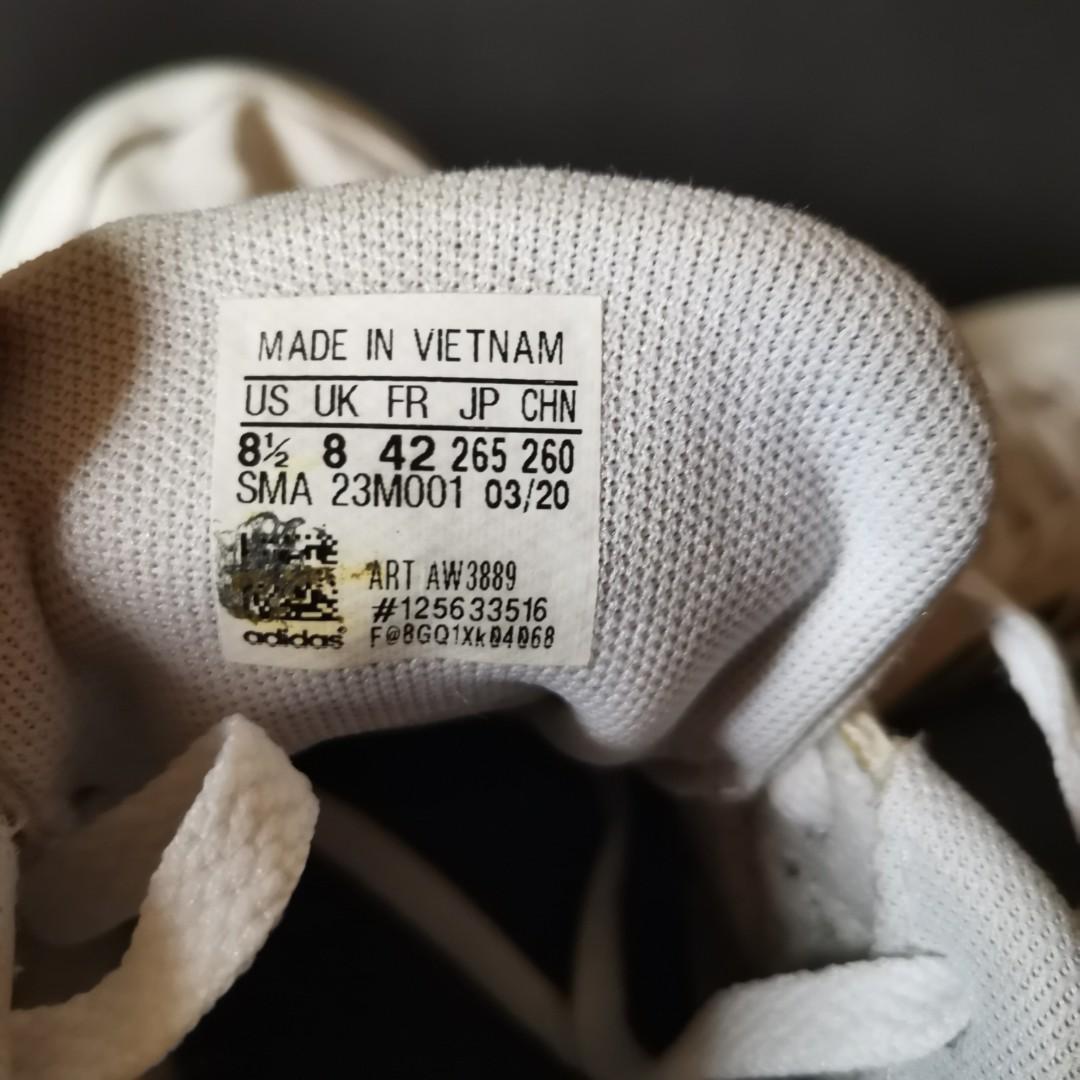 MADE IN VIETNAM
US UK FR JP CHN
8½ 8 42 265 260
SMA 23M001 03/20
ART AW3889
#125633516
adidas F@8GQ1Xk04068